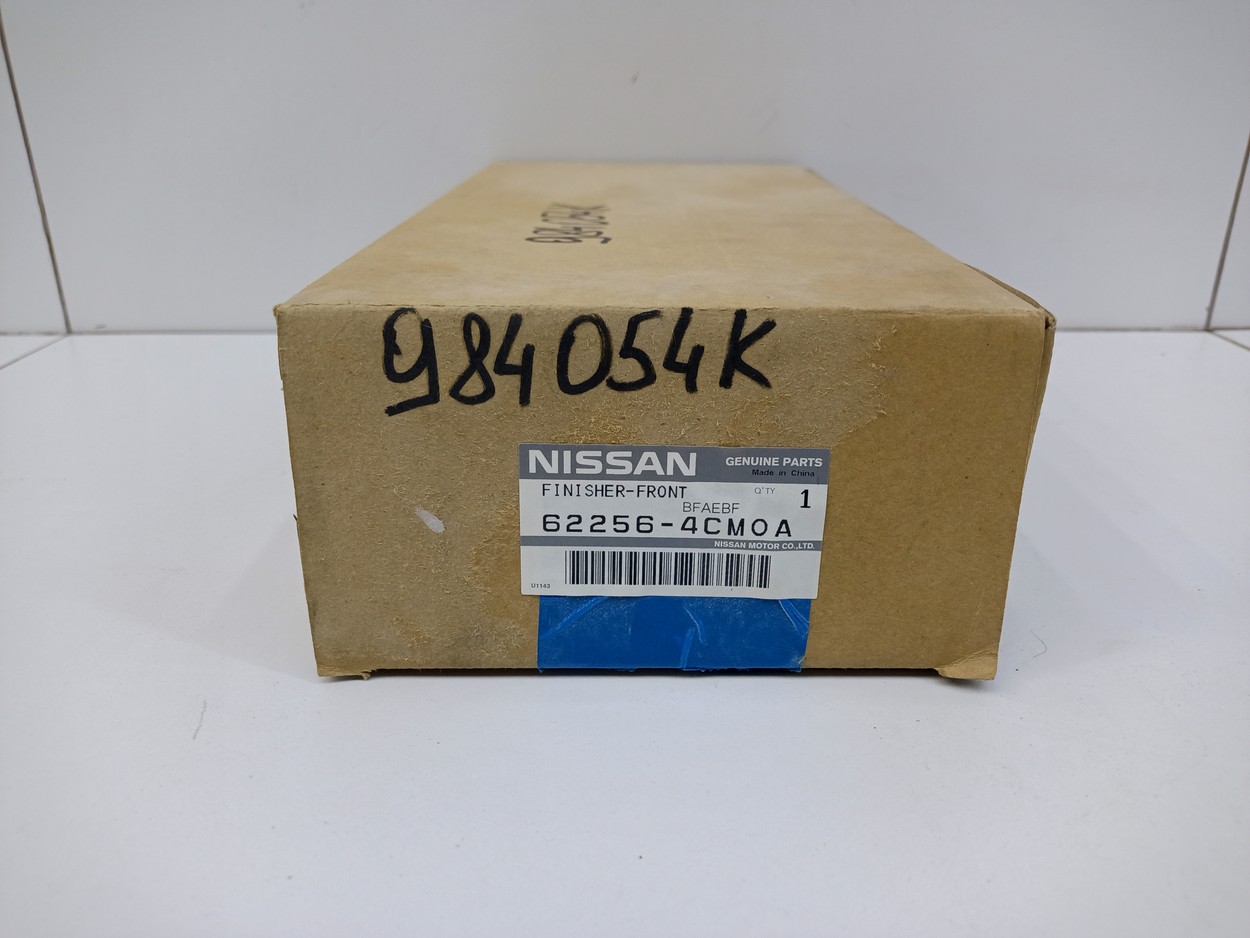 984054K
984054K
NISSAN GENUINE PARTS
Made in China
FINISHER-FRONT Q'TY 1
BFAEBF
62256-4CM0A
NISSAN MOTOR CO.,LTD.
U1143